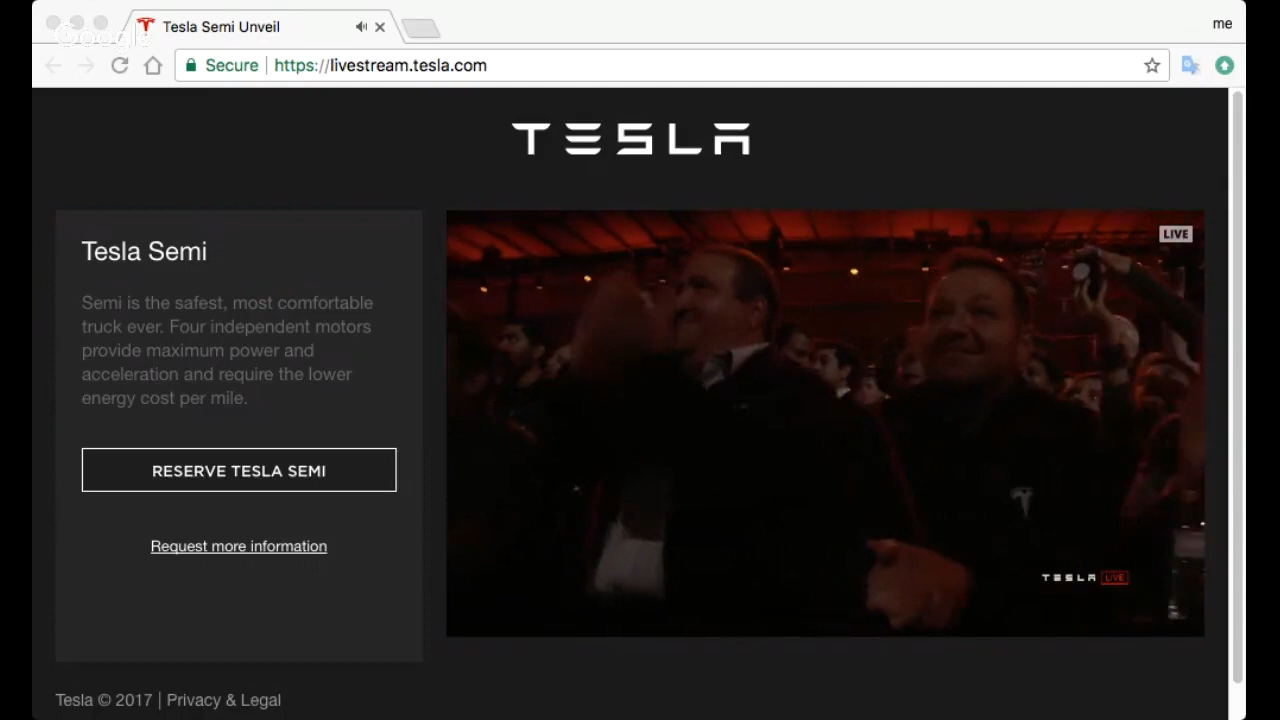 Tesla Semi Unveil
me
Google
Secure
https://livestream.tesla.com
TESLA
Tesla Semi
Semi is the safest, most comfortable
truck ever. Four independent motors
provide maximum power and
acceleration and require the lower
energy cost per mile.
RESERVE TESLA SEMI
Request more information
LIVE
TESLA LIVE
Tesla © 2017 | Privacy & Legal